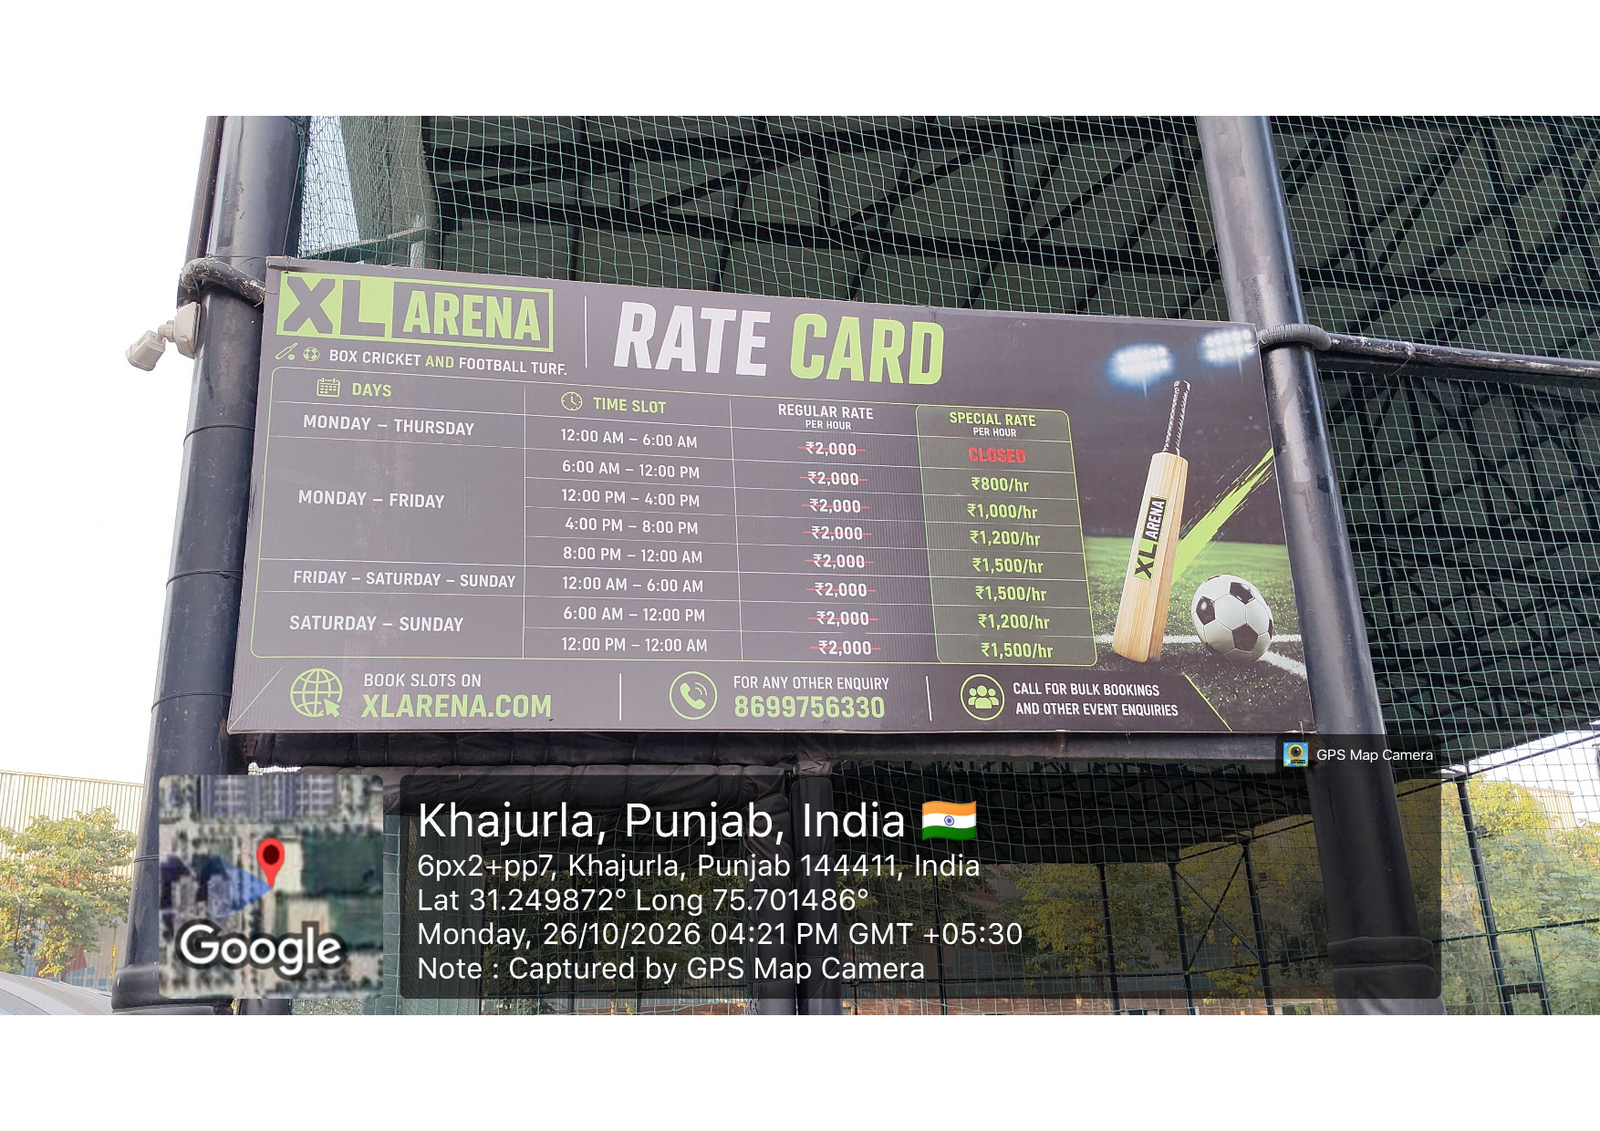 XL ARENA
BOX CRICKET AND FOOTBALL TURF.
RATE CARD
DAYS TIME SLOT REGULAR RATE PER HOUR SPECIAL RATE PER HOUR
MONDAY – THURSDAY 12:00 AM – 6:00 AM ₹2,000 CLOSED
MONDAY – FRIDAY 6:00 AM – 12:00 PM ₹2,000 ₹800/hr
12:00 PM – 4:00 PM ₹2,000 ₹1,000/hr
4:00 PM – 8:00 PM ₹2,000 ₹1,200/hr
8:00 PM – 12:00 AM ₹2,000 ₹1,500/hr
FRIDAY – SATURDAY – SUNDAY 12:00 AM – 6:00 AM ₹2,000 ₹1,500/hr
SATURDAY – SUNDAY 6:00 AM – 12:00 PM ₹2,000 ₹1,200/hr
12:00 PM – 12:00 AM ₹2,000 ₹1,500/hr
XL ARENA
BOOK SLOTS ON
XLARENA.COM
FOR ANY OTHER ENQUIRY
8699756330
CALL FOR BULK BOOKINGS
AND OTHER EVENT ENQUIRIES
GPS Map Camera
Google
Khajurla, Punjab, India
6px2+pp7, Khajurla, Punjab 144411, India
Lat 31.249872° Long 75.701486°
Monday, 26/10/2026 04:21 PM GMT +05:30
Note : Captured by GPS Map Camera